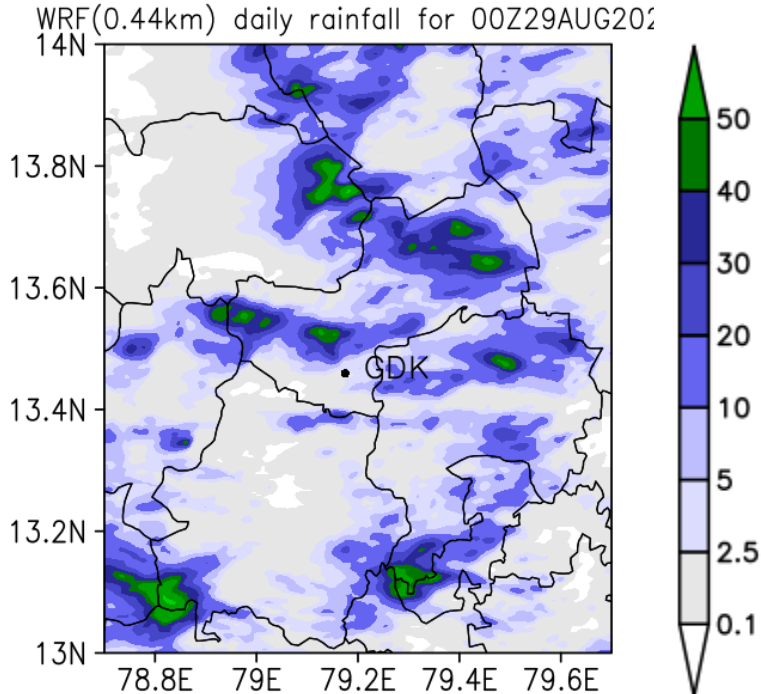 WRF(0.44km) daily rainfall for 00Z29AUG202
14N
13.8N
13.6N
13.4N
13.2N
13N
78.8E
79E
79.2E
79.4E
79.6E
GDK
50
40
30
20
10
5
2.5
0.1